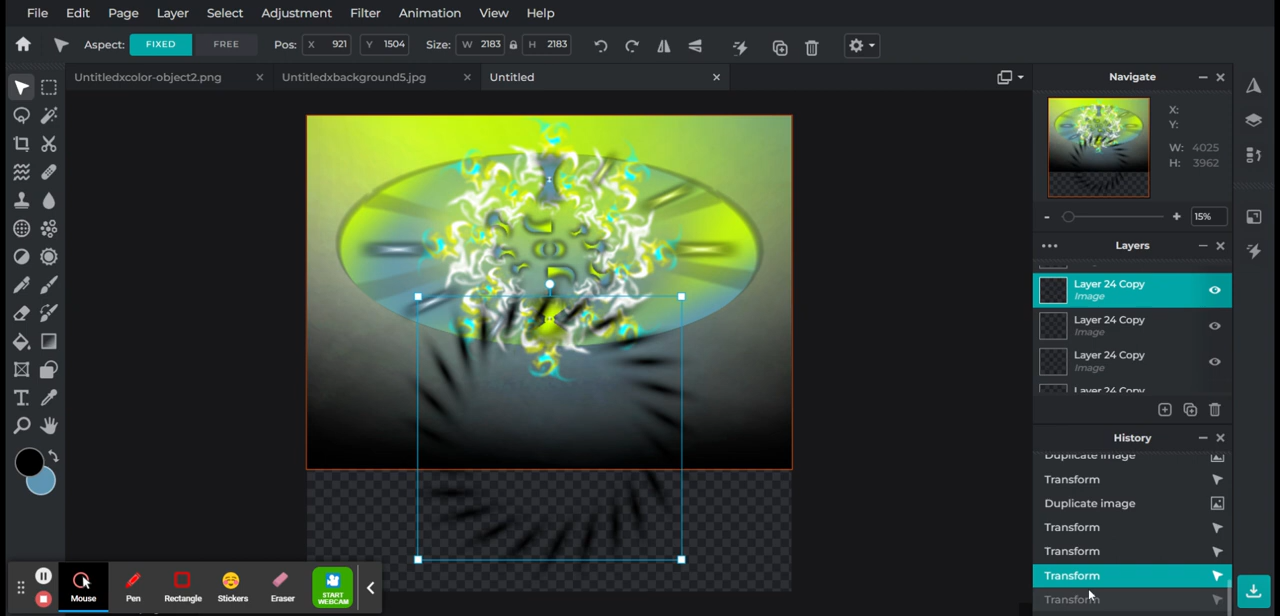 File Edit Page Layer Select Adjustment Filter Animation View Help
Aspect: FIXED FREE Pos: X 921 Y 1504 Size: W 2183 H 2183
Untitledxcolor-object2.png Untitledxbackground5.jpg Untitled
Navigate
X:
Y:
W: 4025
H: 3962
15%
Layers
Layer 24 Copy
Image
Layer 24 Copy
Image
Layer 24 Copy
Image
Layer 24 Copy
History
Duplicate image
Transform
Duplicate image
Transform
Transform
Transform
Transform
Mouse Pen Rectangle Stickers Eraser START
WEBCAM